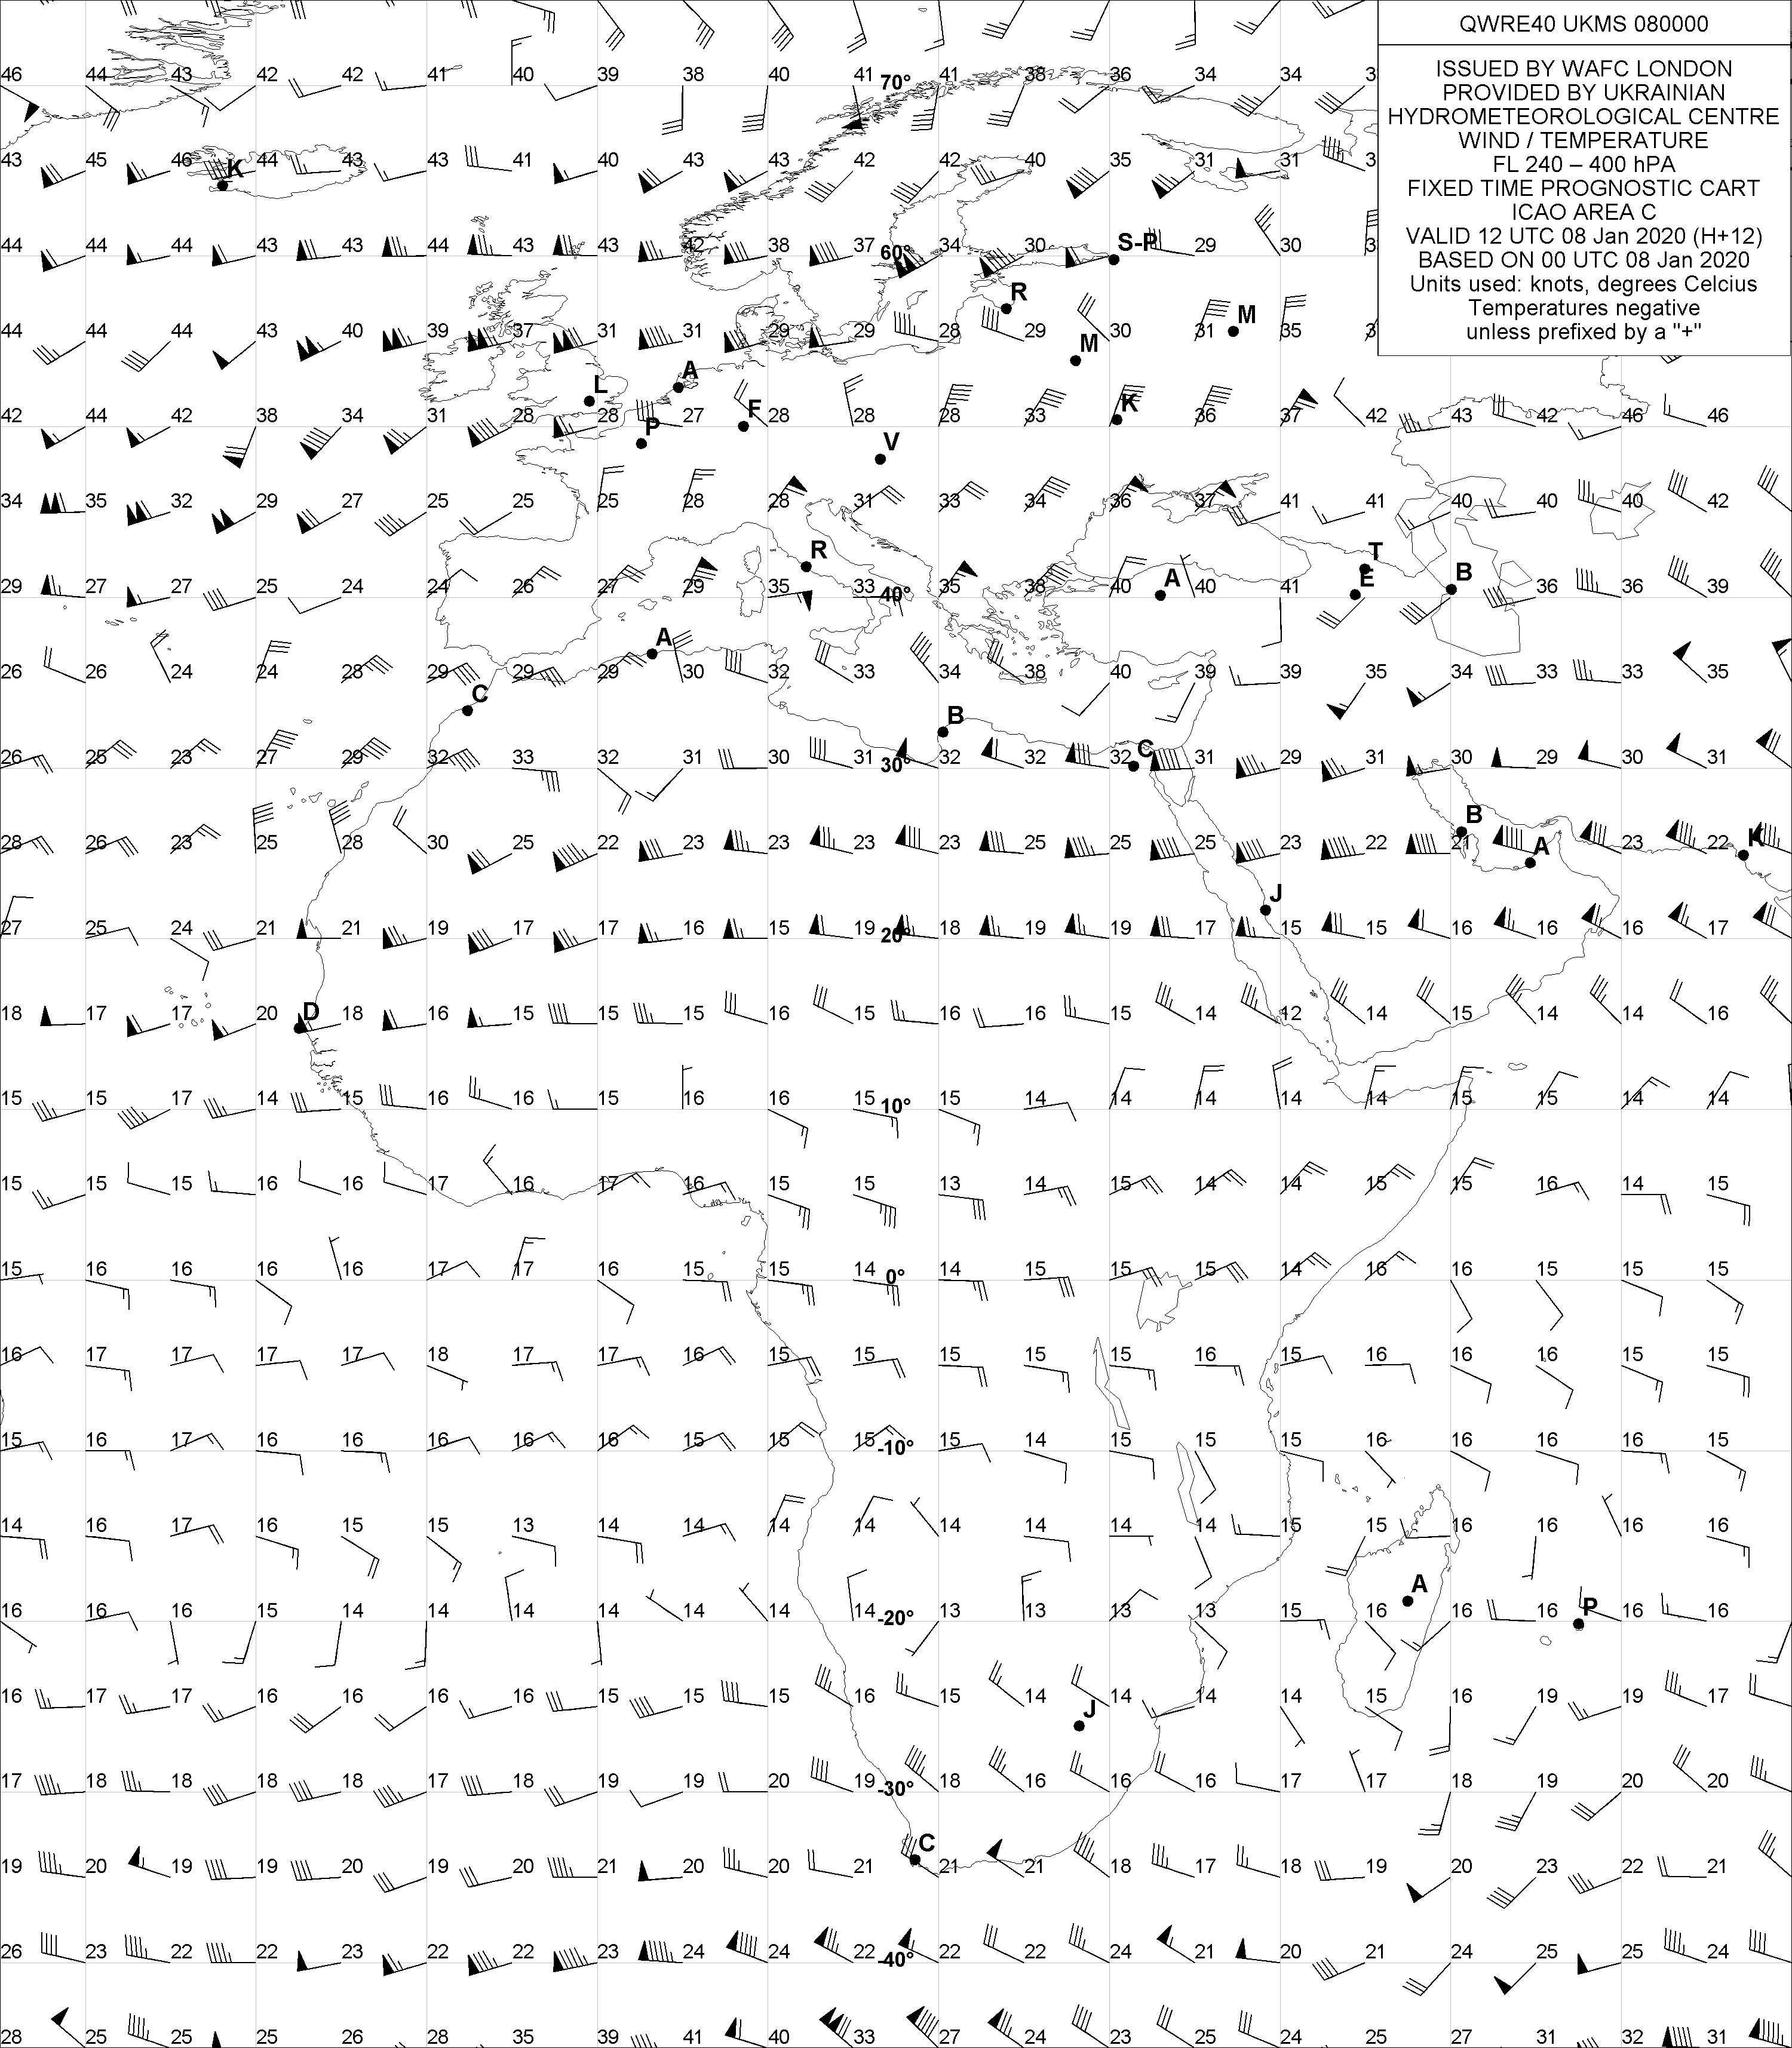 QWRE40 UKMS 080000
ISSUED BY WAFC LONDON
PROVIDED BY UKRAINIAN
HYDROMETEOROLOGICAL CENTRE
WIND / TEMPERATURE
FL 240 – 400 hPA
FIXED TIME PROGNOSTIC CART
ICAO AREA C
VALID 12 UTC 08 Jan 2020 (H+12)
BASED ON 00 UTC 08 Jan 2020
Units used: knots, degrees Celcius
Temperatures negative
unless prefixed by a "+"
46 44 43 42 42 41 40 39 38 40 41 70° 41 38 36 34 34
43 45 46 K 44 43 43 41 40 43 43 42 42 40 35 31 31
44 44 44 43 43 44 43 43 42 38 37 60° 34 30 S-P 29 30
R M M
44 44 44 43 40 39 37 31 31 29 29 28 29 30 31 35
A L
42 44 42 38 34 31 28 28 P 27 F 28 28 28 33 K 36 37 42 43 42 46 46
V
34 35 32 29 27 25 25 25 28 28 31 33 34 36 37 41 41 40 40 40 42
R T
29 27 27 25 24 24 26 27 29 35 33 40° 35 38 40 A 40 41 E B 36 36 39
A
26 26 24 24 28 29 29 29 30 32 33 34 38 40 39 39 35 34 33 33 35
C B
26 25 23 27 29 32 33 32 31 30 31 30° 32 32 32 C 31 29 31 30 29 30 31
B
28 26 23 25 28 30 25 22 23 23 23 23 25 25 25 23 22 21 A 23 22 K
J
27 25 24 21 21 19 17 17 16 15 19 20° 18 19 19 17 15 15 16 16 16 17
18 17 17 20 D 18 16 15 15 15 16 15 16 16 15 14 12 14 15 14 14 16
15 15 17 14 15 16 16 15 16 16 15 10° 15 14 14 14 14 14 15 15 14 14
15 15 15 16 16 17 16 17 16 15 15 13 14 15 14 14 15 15 16 14 15
15 16 16 16 16 17 17 16 15 15 14 0° 14 15 15 15 14 16 16 15 15 15
16 17 17 17 17 18 17 17 16 15 15 15 15 15 16 15 16 16 16 15 15
15 16 17 16 16 16 16 16 15 15 15 -10° 15 14 15 15 15 16 16 16 16 15
14 16 17 16 15 15 13 14 14 14 14 14 14 14 14 15 15 16 16 16 16
A
16 16 16 15 14 14 14 14 14 14 14 -20° 13 13 13 13 15 16 16 16 P 16 16
16 17 17 16 16 16 16 15 15 15 16 15 14 14 14 14 15 16 19 19 17
J
17 18 18 18 18 17 18 19 19 20 19 -30° 18 16 16 16 17 17 18 19 20 20
C
19 20 19 19 20 19 20 21 20 20 21 21 21 18 17 18 19 20 23 22 21
26 23 22 22 23 22 22 23 24 24 22 -40° 22 22 24 21 20 21 24 25 25 24
28 25 25 25 26 28 35 39 41 40 33 27 24 23 25 24 25 27 31 32 31